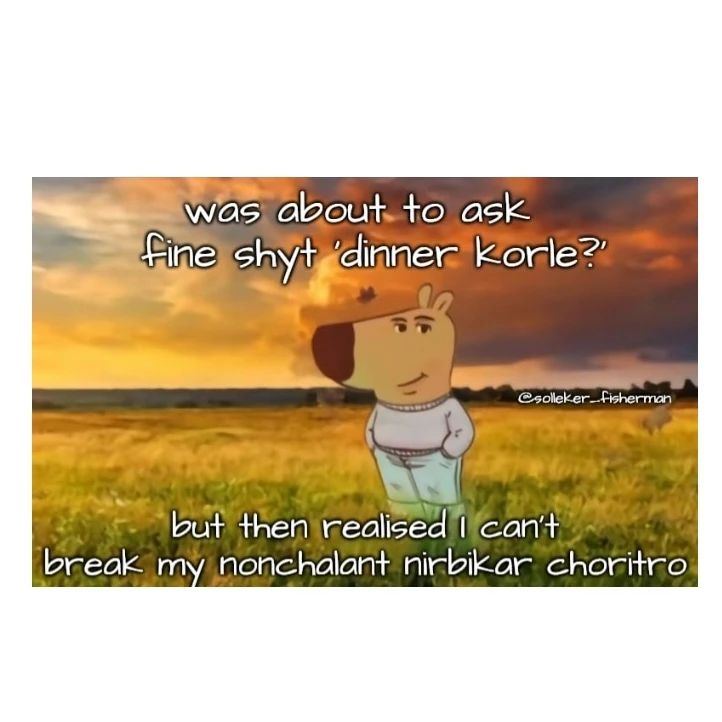 was about to ask
fine shyt 'dinner korle?'
@solleker_fisherman
but then realised I can't
break my nonchalant nirbikar choritro